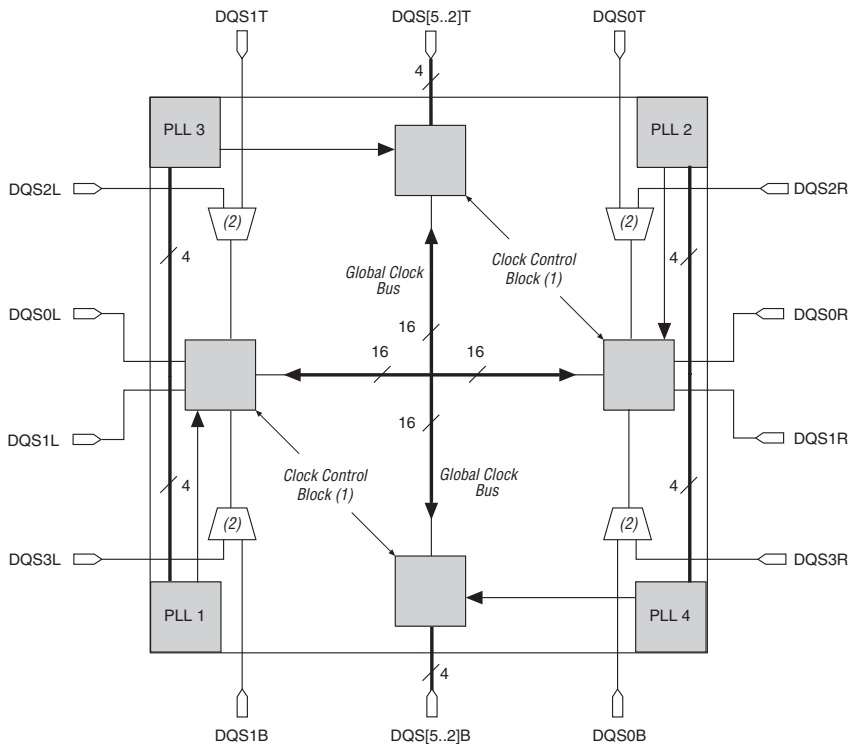 DQS1T
DQS[5..2]T
DQS0T
4
PLL 3
PLL 2
DQS2L
DQS2R
(2)
(2)
4
4
Global Clock
Bus
Clock Control
Block (1)
DQS0L
DQS0R
16
16
16
16
DQS1L
DQS1R
Clock Control
Block (1)
Global Clock
Bus
4
4
(2)
(2)
DQS3L
DQS3R
PLL 1
PLL 4
4
DQS1B
DQS[5..2]B
DQS0B